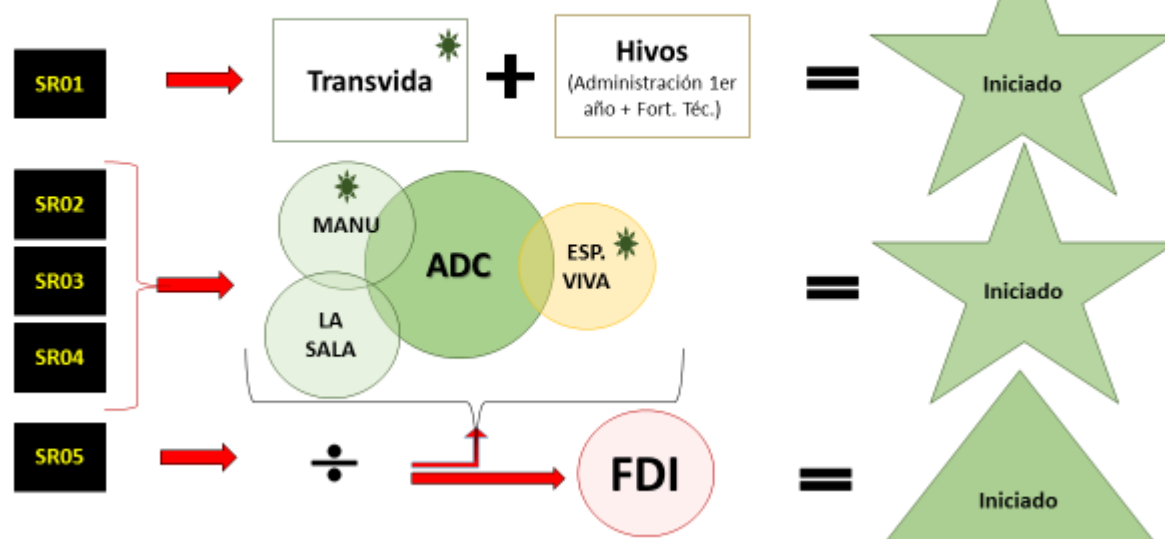 SR01
Transvida
+
Hivos
(Administración 1er
año + Fort. Téc.)
=
Iniciado
SR02
SR03
SR04
MANU
ADC
ESP.
VIVA
LA
SALA
=
Iniciado
SR05
÷
FDI
=
Iniciado